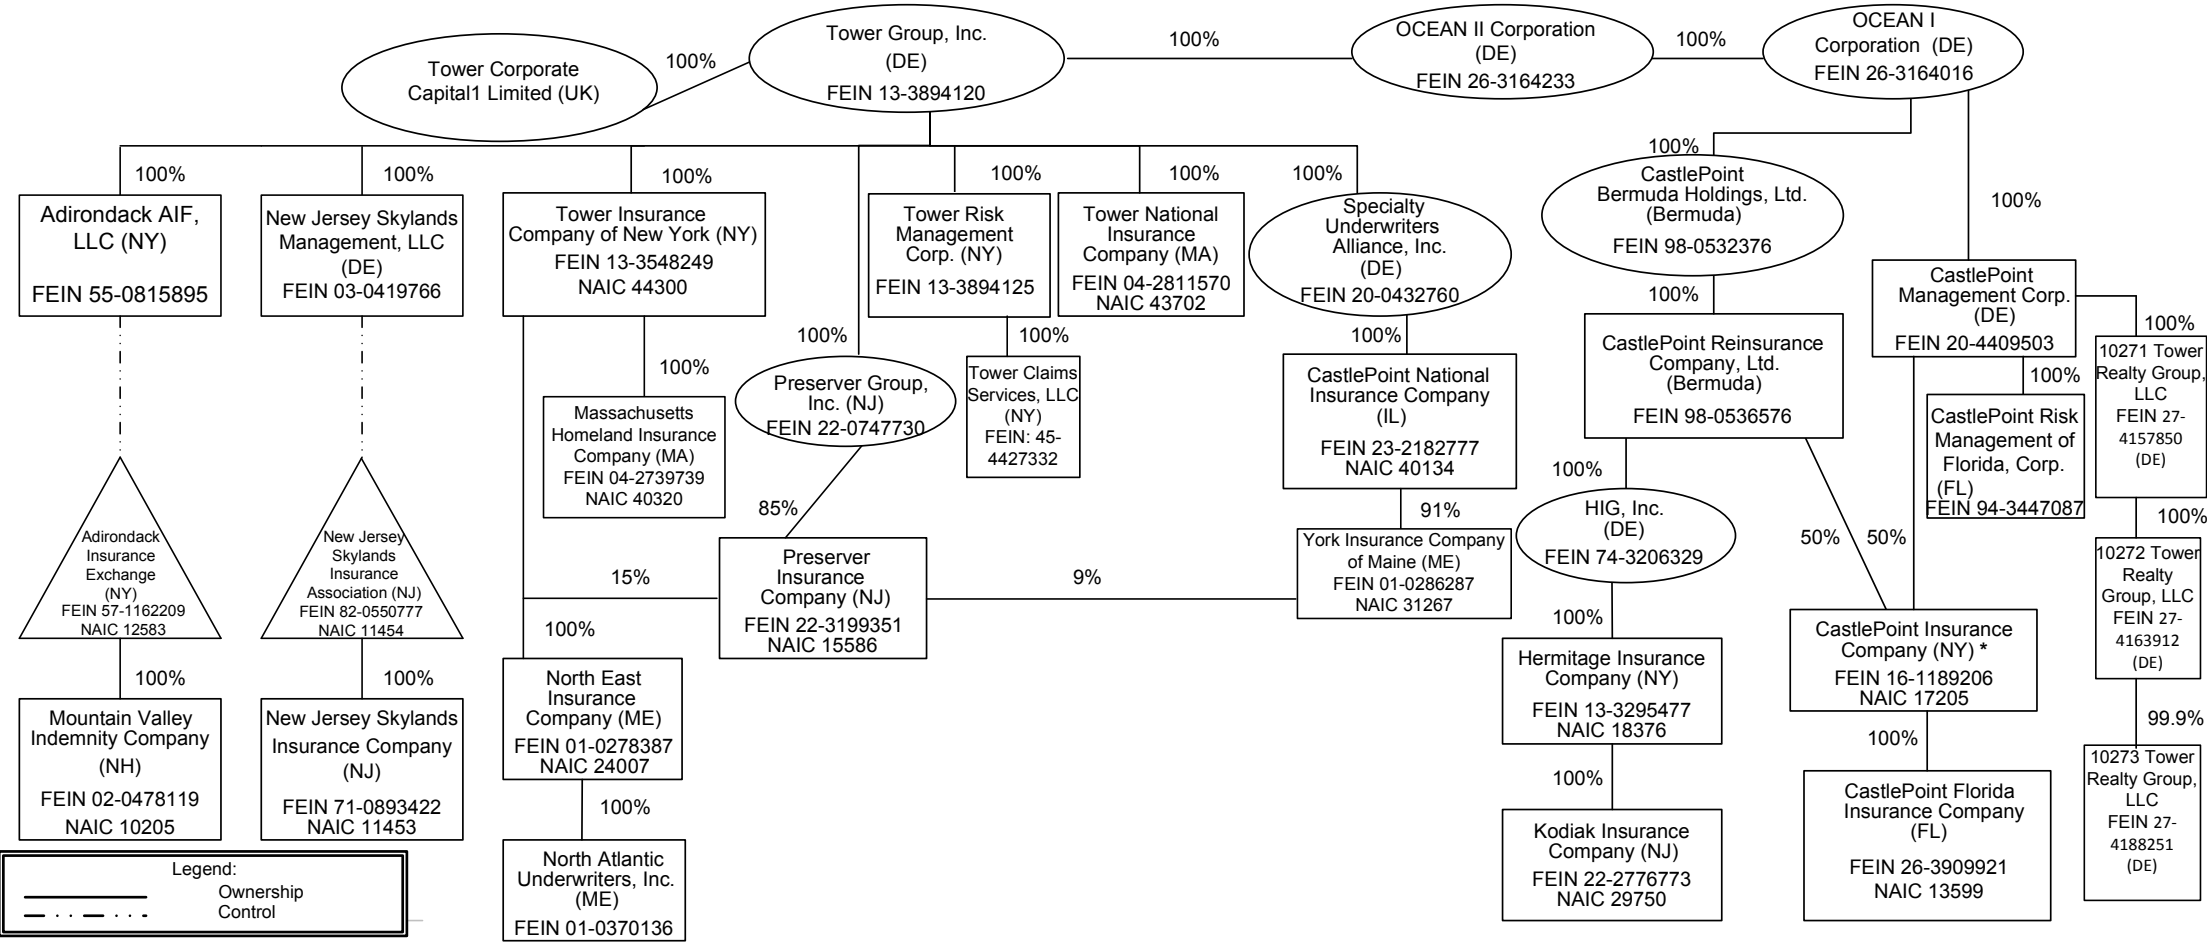 Tower Corporate
Capital1 Limited (UK)
100%
Tower Group, Inc.
(DE)
FEIN 13-3894120
100%
OCEAN II Corporation
(DE)
FEIN 26-3164233
100%
OCEAN I
Corporation (DE)
FEIN 26-3164016
100%
Adirondack AIF,
LLC (NY)
FEIN 55-0815895
100%
New Jersey Skylands
Management, LLC
(DE)
FEIN 03-0419766
100%
Tower Insurance
Company of New York (NY)
FEIN 13-3548249
NAIC 44300
100%
Tower Risk
Management
Corp. (NY)
FEIN 13-3894125
100%
Tower National
Insurance
Company (MA)
FEIN 04-2811570
NAIC 43702
100%
Specialty
Underwriters
Alliance, Inc.
(DE)
FEIN 20-0432760
100%
CastlePoint
Bermuda Holdings, Ltd.
(Bermuda)
FEIN 98-0532376
100%
CastlePoint
Management Corp.
(DE)
FEIN 20-4409503
100%
Massachusetts
Homeland Insurance
Company (MA)
FEIN 04-2739739
NAIC 40320
100%
Preserver Group,
Inc. (NJ)
FEIN 22-0747730
100%
Tower Claims
Services, LLC
(NY)
FEIN: 45-
4427332
100%
CastlePoint National
Insurance Company
(IL)
FEIN 23-2182777
NAIC 40134
100%
CastlePoint Reinsurance
Company, Ltd.
(Bermuda)
FEIN 98-0536576
100%
CastlePoint Risk
Management of
Florida, Corp.
(FL)
FEIN 94-3447087
100%
10271 Tower
Realty Group,
LLC
FEIN 27-
4157850
(DE)
Adirondack
Insurance
Exchange
(NY)
FEIN 57-1162209
NAIC 12583
New Jersey
Skylands
Insurance
Association (NJ)
FEIN 82-0550777
NAIC 11454
85%
15%
Preserver
Insurance
Company (NJ)
FEIN 22-3199351
NAIC 15586
9%
91%
York Insurance Company
of Maine (ME)
FEIN 01-0286287
NAIC 31267
100%
HIG, Inc.
(DE)
FEIN 74-3206329
50%
50%
100%
10272 Tower
Realty
Group, LLC
FEIN 27-
4163912
(DE)
100%
Mountain Valley
Indemnity Company
(NH)
FEIN 02-0478119
NAIC 10205
100%
New Jersey Skylands
Insurance Company
(NJ)
FEIN 71-0893422
NAIC 11453
100%
North East
Insurance
Company (ME)
FEIN 01-0278387
NAIC 24007
100%
Hermitage Insurance
Company (NY)
FEIN 13-3295477
NAIC 18376
CastlePoint Insurance
Company (NY) *
FEIN 16-1189206
NAIC 17205
99.9%
10273 Tower
Realty Group,
LLC
FEIN 27-
4188251
(DE)
100%
North Atlantic
Underwriters, Inc.
(ME)
FEIN 01-0370136
100%
Kodiak Insurance
Company (NJ)
FEIN 22-2776773
NAIC 29750
100%
CastlePoint Florida
Insurance Company
(FL)
FEIN 26-3909921
NAIC 13599
Legend:
Ownership
Control